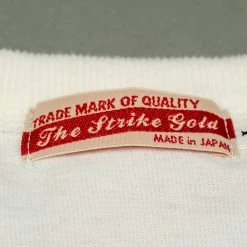 TRADE MARK OF QUALITY
The Strike Gold
MADE IN JAPAN